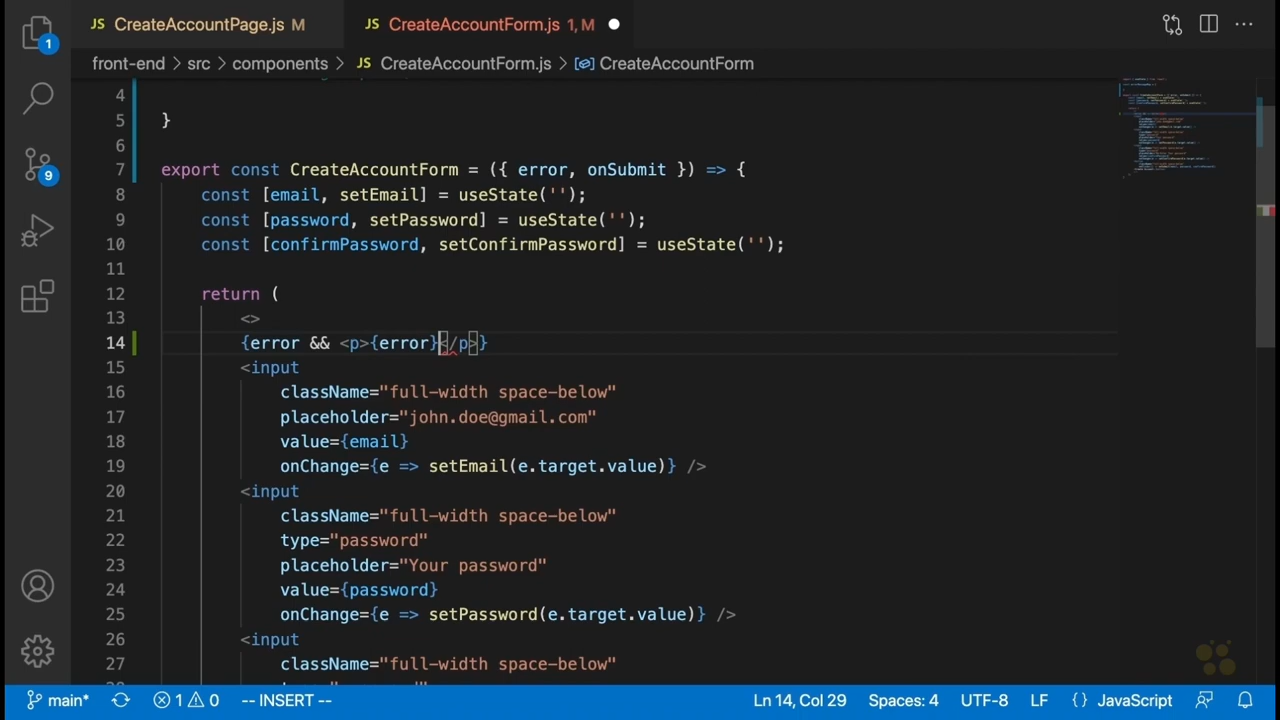 JS CreateAccountPage.js M JS CreateAccountForm.js 1, M
1
front-end > src > components > JS CreateAccountForm.js > CreateAccountForm
4
5 }
6
7 export const CreateAccountForm = ({ error, onSubmit }) => {
8 const [email, setEmail] = useState('');
9 const [password, setPassword] = useState('');
9
10 const [confirmPassword, setConfirmPassword] = useState('');
11
12 return (
13 <>
14 {error && <p>{error}</p>}
15 <input
16 className="full-width space-below"
17 placeholder="john.doe@gmail.com"
18 value={email}
19 onChange={e => setEmail(e.target.value)} />
20 <input
21 className="full-width space-below"
22 type="password"
23 placeholder="Your password"
24 value={password}
25 onChange={e => setPassword(e.target.value)} />
26 <input
27 className="full-width space-below"
main* 1 0 -- INSERT -- Ln 14, Col 29 Spaces: 4 UTF-8 LF {} JavaScript